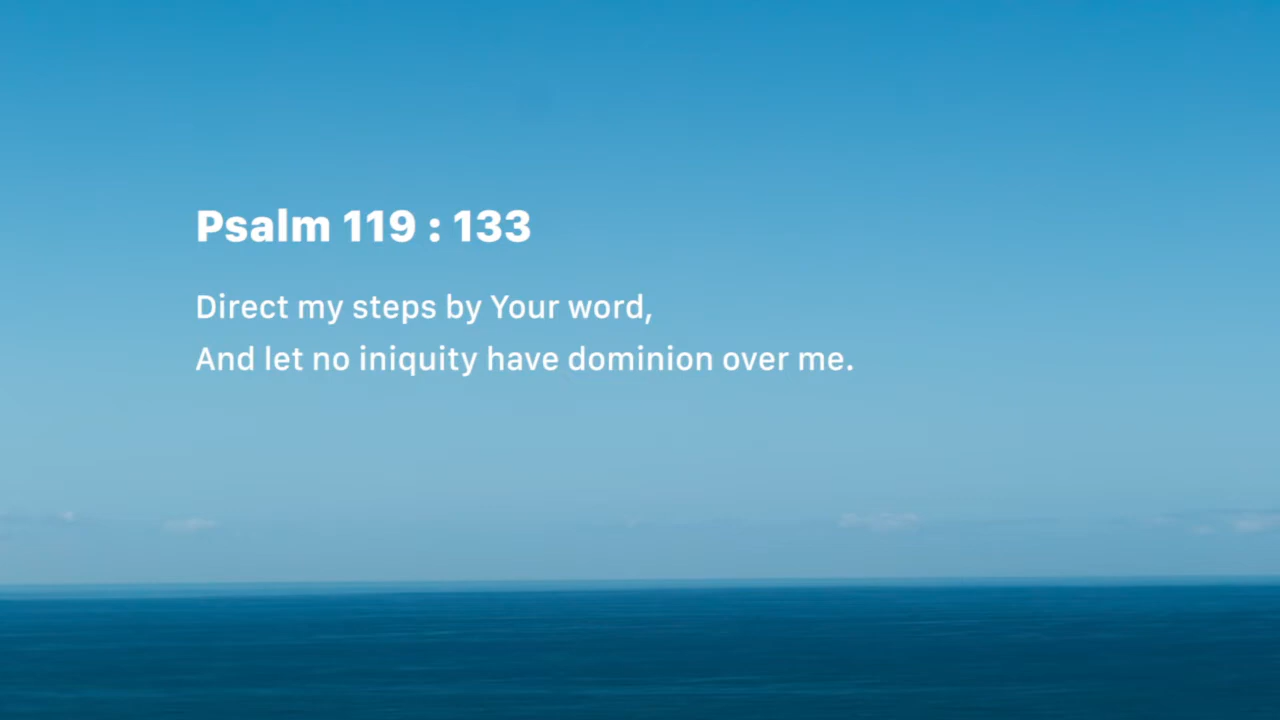 Psalm 119 : 133
Direct my steps by Your word,
And let no iniquity have dominion over me.